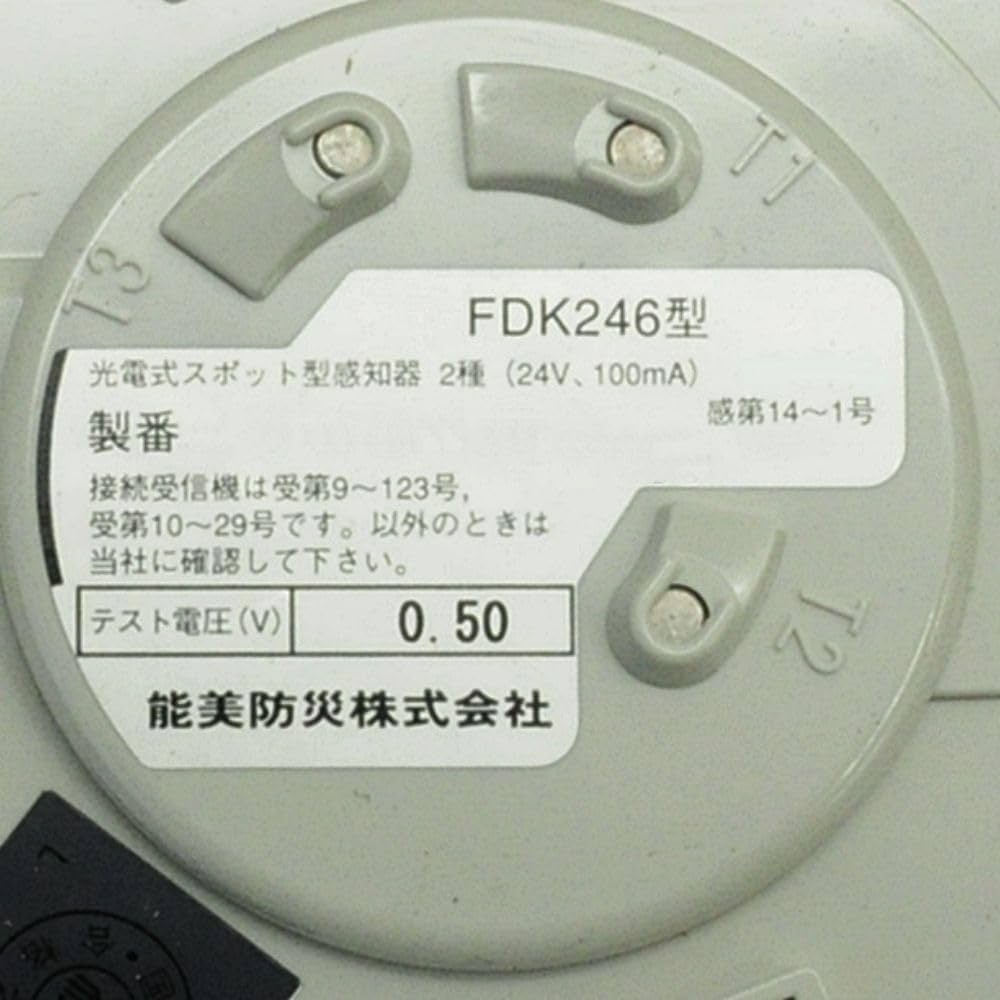 T1
T3
FDK246型
光電式スポット型感知器 2種（24V、100mA）
感第14～1号
製番
接続受信機は受第9～123号,
受第10～29号です。以外のときは
当社に確認して下さい。
テスト電圧(V) 0.50
T2
能美防災株式会社